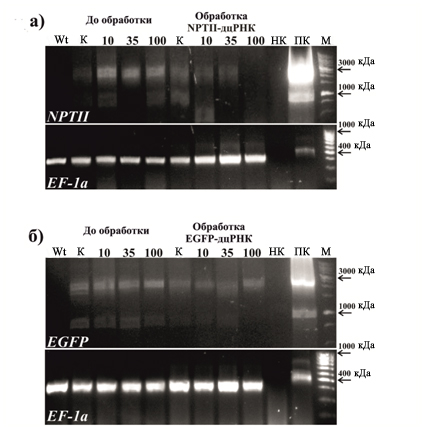 а)
До обработки Обработка
NPTII-дцРНК
Wt К 10 35 100 К 10 35 100 НК ПК М
3000 кДа
1000 кДа
NPTII
1000 кДа
400 кДа
EF-1a
б)
До обработки Обработка
EGFP-дцРНК
Wt К 10 35 100 К 10 35 100 НК ПК М
3000 кДа
1000 кДа
EGFP
1000 кДа
400 кДа
EF-1a